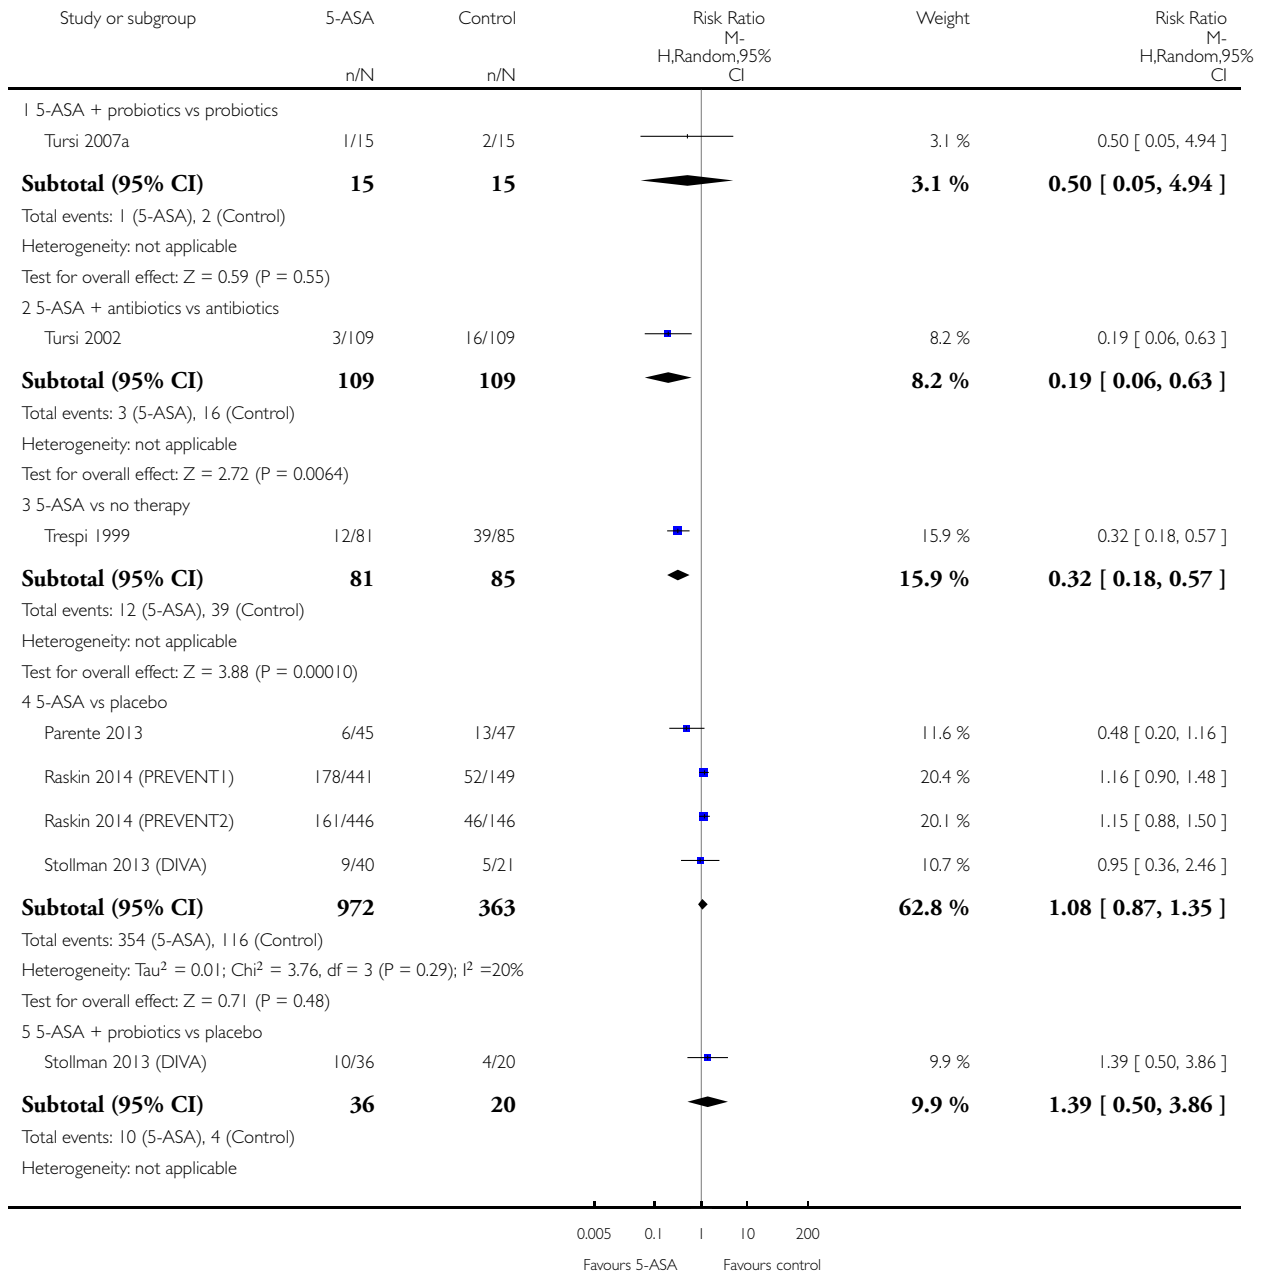 Study or subgroup 5-ASA Control Risk Ratio Weight Risk Ratio
M- M-
H,Random,95% H,Random,95%
n/N n/N CI CI
1 5-ASA + probiotics vs probiotics
Tursi 2007a 1/15 2/15 3.1 % 0.50 [ 0.05, 4.94 ]
Subtotal (95% CI) 15 15 3.1 % 0.50 [ 0.05, 4.94 ]
Total events: 1 (5-ASA), 2 (Control)
Heterogeneity: not applicable
Test for overall effect: Z = 0.59 (P = 0.55)
2 5-ASA + antibiotics vs antibiotics
Tursi 2002 3/109 16/109 8.2 % 0.19 [ 0.06, 0.63 ]
Subtotal (95% CI) 109 109 8.2 % 0.19 [ 0.06, 0.63 ]
Total events: 3 (5-ASA), 16 (Control)
Heterogeneity: not applicable
Test for overall effect: Z = 2.72 (P = 0.0064)
3 5-ASA vs no therapy
Trespi 1999 12/81 39/85 15.9 % 0.32 [ 0.18, 0.57 ]
Subtotal (95% CI) 81 85 15.9 % 0.32 [ 0.18, 0.57 ]
Total events: 12 (5-ASA), 39 (Control)
Heterogeneity: not applicable
Test for overall effect: Z = 3.88 (P = 0.00010)
4 5-ASA vs placebo
Parente 2013 6/45 13/47 11.6 % 0.48 [ 0.20, 1.16 ]
Raskin 2014 (PREVENT1) 178/441 52/149 20.4 % 1.16 [ 0.90, 1.48 ]
Raskin 2014 (PREVENT2) 161/446 46/146 20.1 % 1.15 [ 0.88, 1.50 ]
Stollman 2013 (DIVA) 9/40 5/21 10.7 % 0.95 [ 0.36, 2.46 ]
Subtotal (95% CI) 972 363 62.8 % 1.08 [ 0.87, 1.35 ]
Total events: 354 (5-ASA), 116 (Control)
Heterogeneity: Tau² = 0.01; Chi² = 3.76, df = 3 (P = 0.29); I² =20%
Test for overall effect: Z = 0.71 (P = 0.48)
5 5-ASA + probiotics vs placebo
Stollman 2013 (DIVA) 10/36 4/20 9.9 % 1.39 [ 0.50, 3.86 ]
Subtotal (95% CI) 36 20 9.9 % 1.39 [ 0.50, 3.86 ]
Total events: 10 (5-ASA), 4 (Control)
Heterogeneity: not applicable
0.005 0.1 1 10 200
Favours 5-ASA Favours control